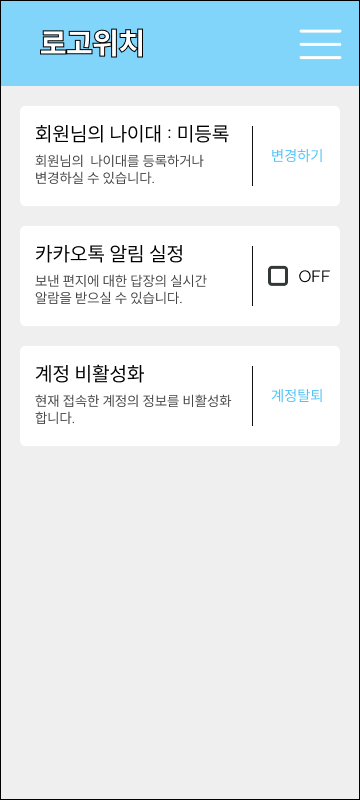 로고위치
회원님의 나이대 : 미등록
회원님의 나이대를 등록하거나
변경하실 수 있습니다.
변경하기
카카오톡 알림 실정
보낸 편지에 대한 답장의 실시간
알람을 받으실 수 있습니다.
OFF
계정 비활성화
현재 접속한 계정의 정보를 비활성화
합니다.
계정탈퇴